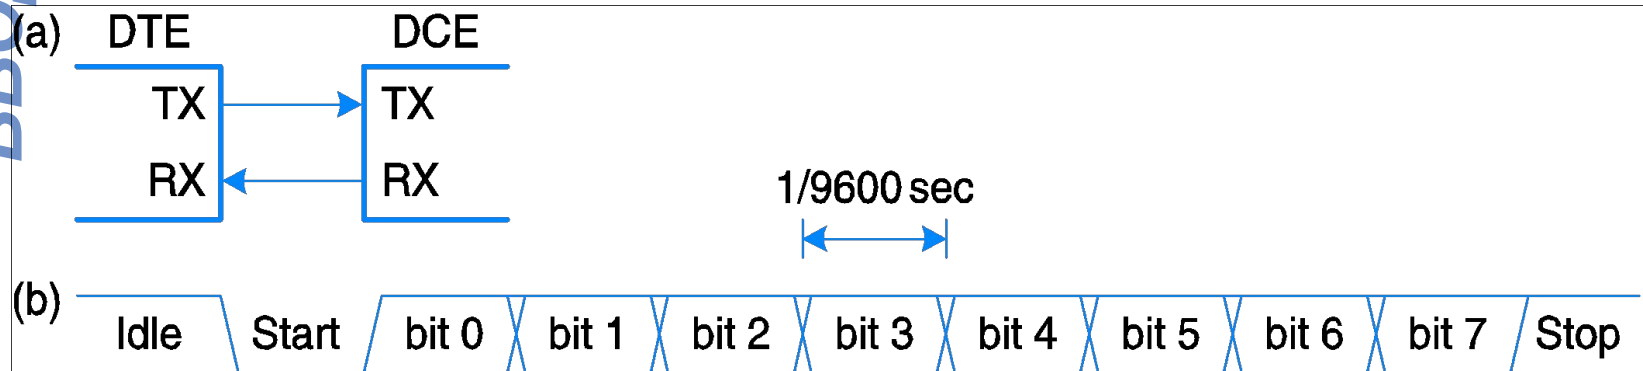 (a) DTE DCE
TX TX
RX RX
1/9600 sec
(b)
Idle Start bit 0 bit 1 bit 2 bit 3 bit 4 bit 5 bit 6 bit 7 Stop